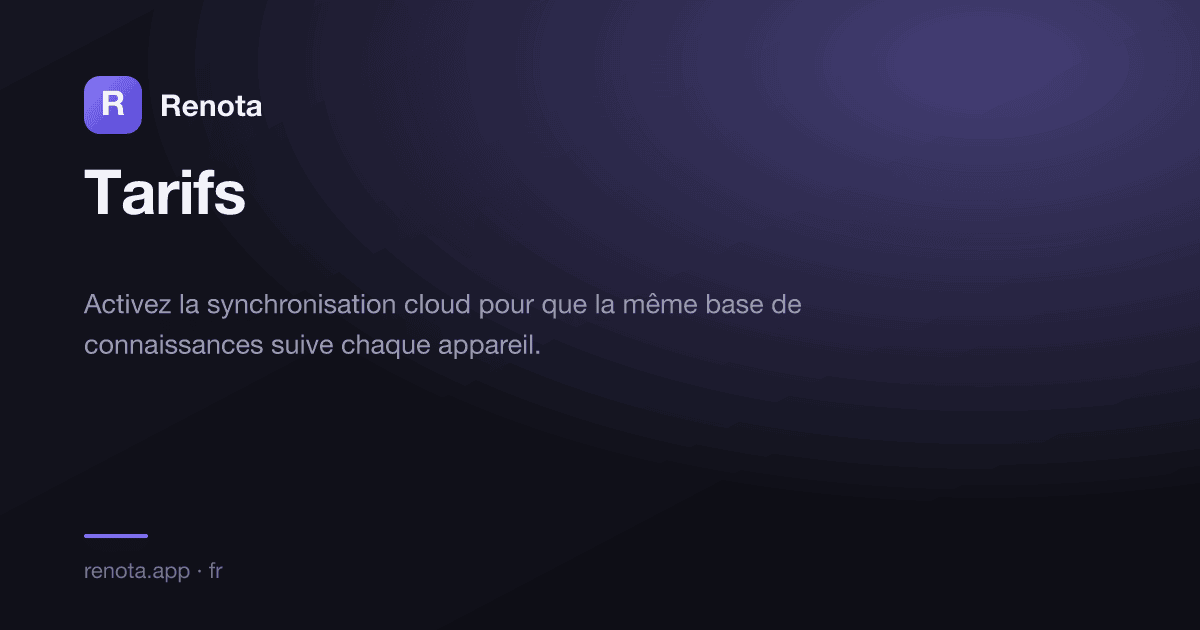 R
Renota
Tarifs
Activez la synchronisation cloud pour que la même base de
connaissances suive chaque appareil.
renota.app · fr